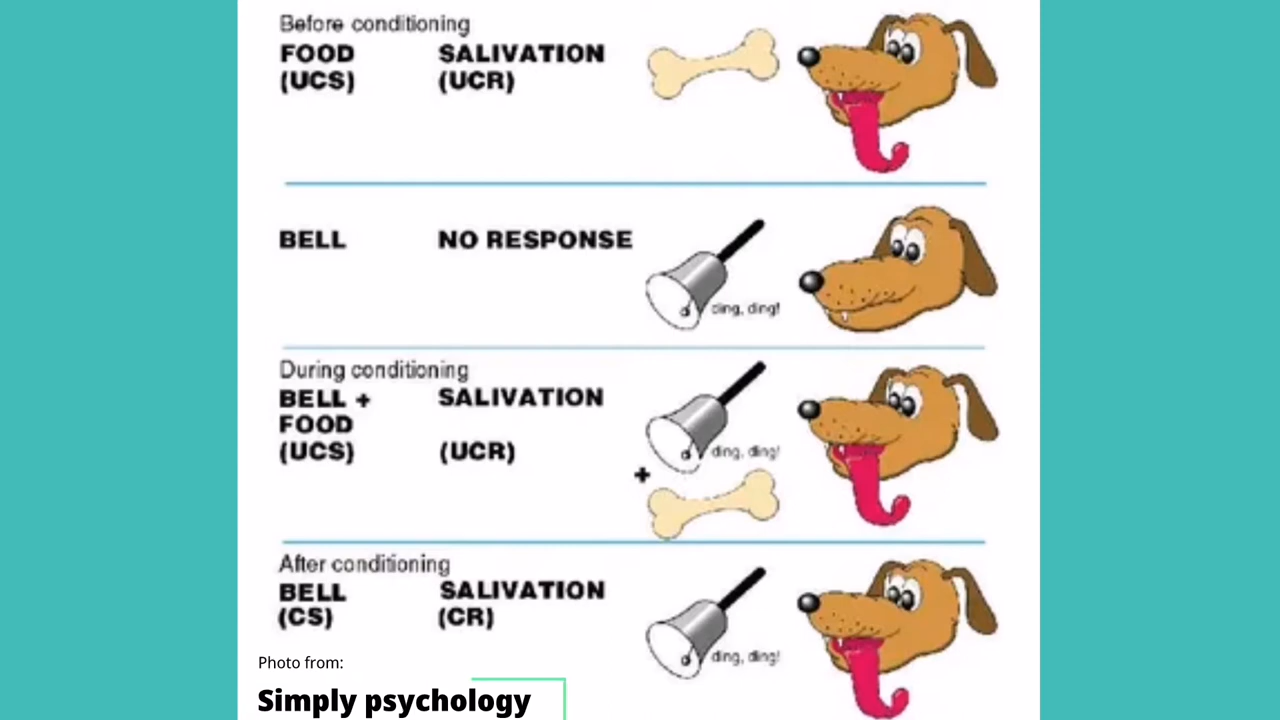 Before conditioning
FOOD SALIVATION
(UCS) (UCR)
BELL NO RESPONSE
ding, ding!
During conditioning
BELL + SALIVATION
FOOD
(UCS) (UCR)
ding, ding!
+
After conditioning
BELL SALIVATION
(CS) (CR)
ding, ding!
Photo from:
Simply psychology